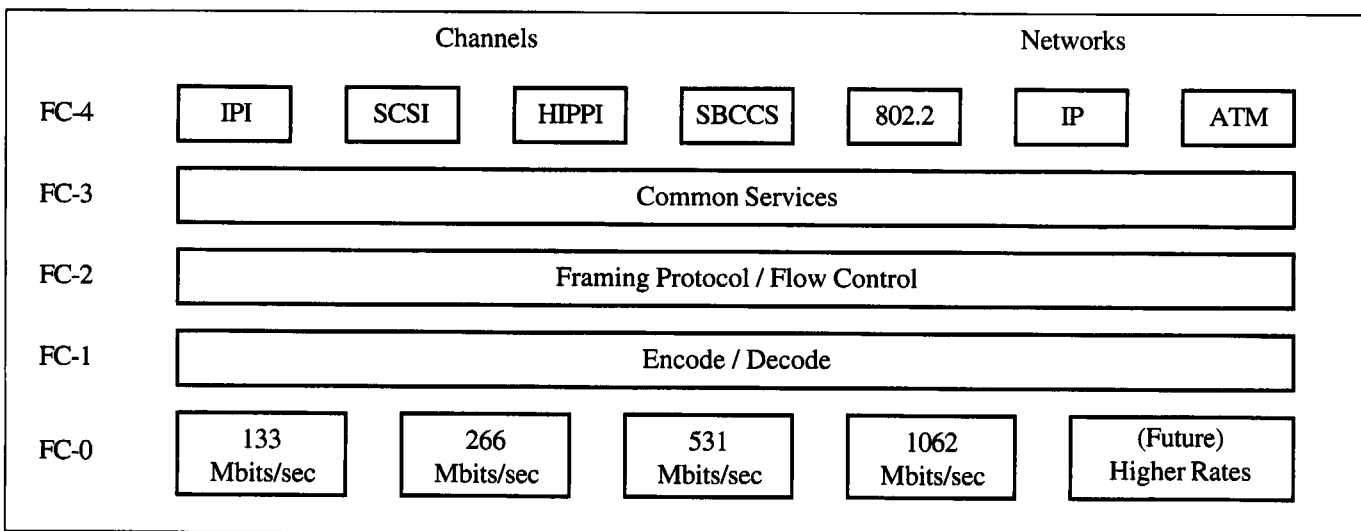 Channels Networks
FC-4 IPI SCSI HIPPI SBCCS 802.2 IP ATM
FC-3 Common Services
FC-2 Framing Protocol / Flow Control
FC-1 Encode / Decode
FC-0 133 Mbits/sec 266 Mbits/sec 531 Mbits/sec 1062 Mbits/sec (Future) Higher Rates